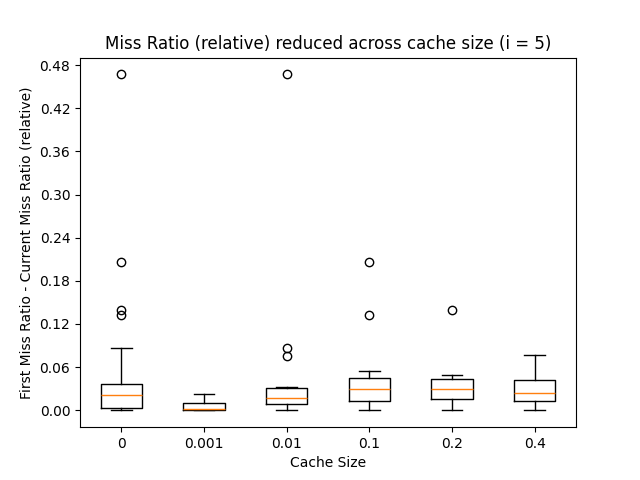 Miss Ratio (relative) reduced across cache size (i = 5)
First Miss Ratio - Current Miss Ratio (relative)
0.48
0.42
0.36
0.30
0.24
0.18
0.12
0.06
0.00
0 0.001 0.01 0.1 0.2 0.4
Cache Size